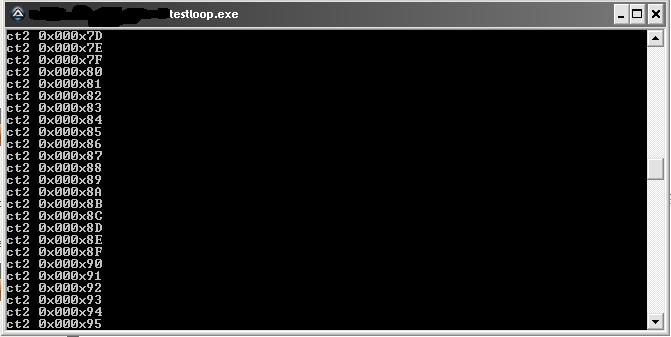 testloop.exe
ct2 0x000x7D
ct2 0x000x7E
ct2 0x000x7F
ct2 0x000x80
ct2 0x000x81
ct2 0x000x82
ct2 0x000x83
ct2 0x000x84
ct2 0x000x85
ct2 0x000x86
ct2 0x000x87
ct2 0x000x88
ct2 0x000x89
ct2 0x000x8A
ct2 0x000x8B
ct2 0x000x8C
ct2 0x000x8D
ct2 0x000x8E
ct2 0x000x8F
ct2 0x000x90
ct2 0x000x91
ct2 0x000x92
ct2 0x000x93
ct2 0x000x94
ct2 0x000x95